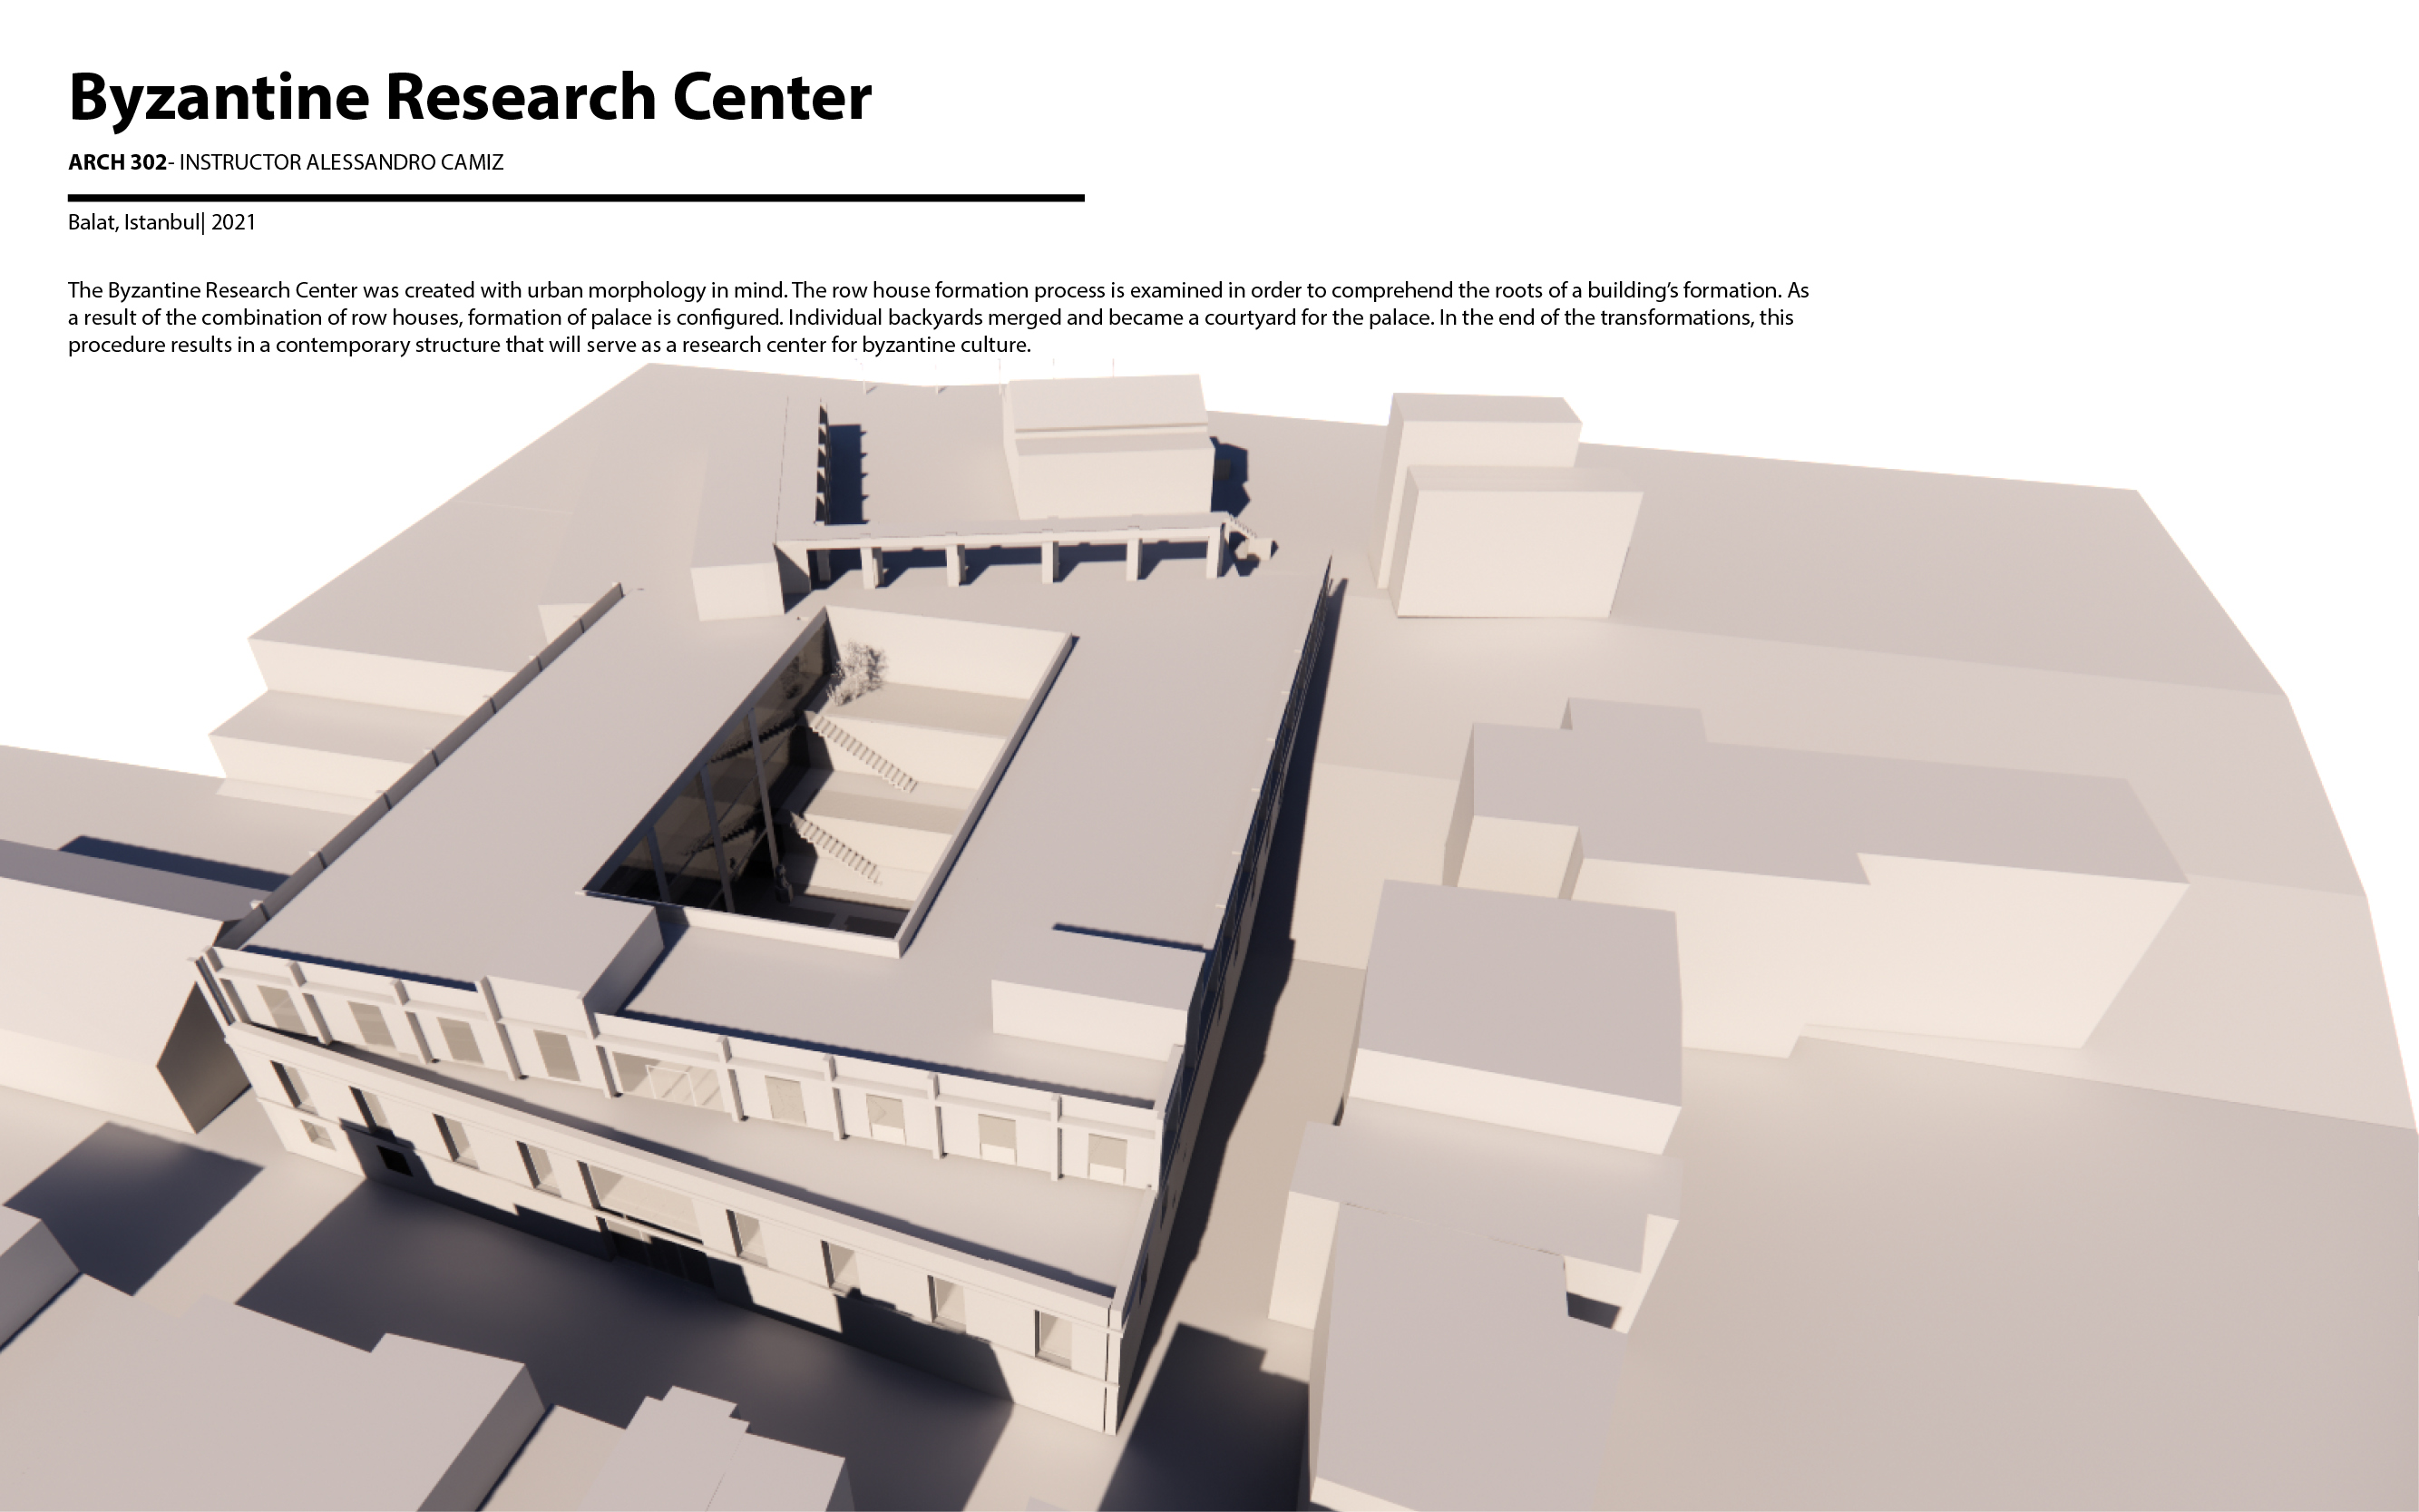 Byzantine Research Center
ARCH 302- INSTRUCTOR ALESSANDRO CAMIZ
Balat, Istanbul| 2021
The Byzantine Research Center was created with urban morphology in mind. The row house formation process is examined in order to comprehend the roots of a building’s formation. As
a result of the combination of row houses, formation of palace is configured. Individual backyards merged and became a courtyard for the palace. In the end of the transformations, this
procedure results in a contemporary structure that will serve as a research center for byzantine culture.